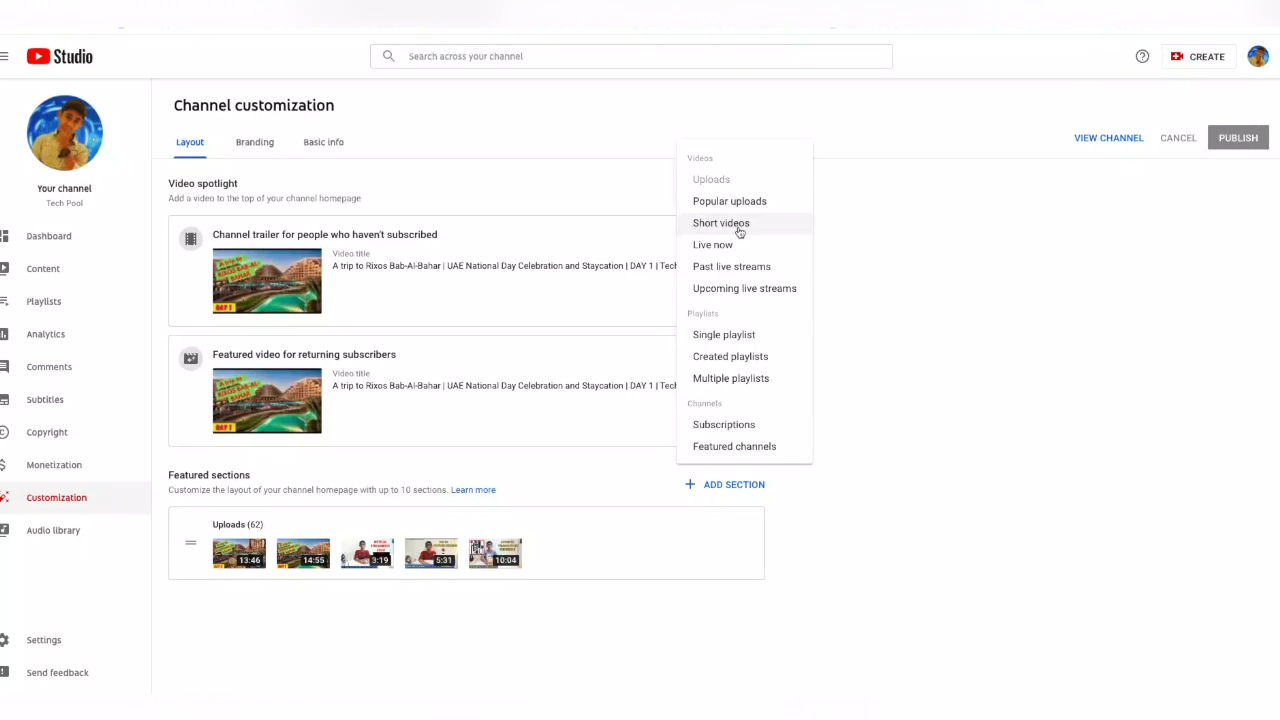 Studio
Search across your channel
CREATE
Channel customization
Layout
Branding
Basic info
VIEW CHANNEL
CANCEL
PUBLISH
Your channel
Tech Pool
Dashboard
Content
Playlists
Analytics
Comments
Subtitles
Copyright
Monetization
Customization
Audio library
Settings
Send feedback
Video spotlight
Add a video to the top of your channel homepage
Channel trailer for people who haven't subscribed
Video title
A trip to Rixos Bab-Al-Bahar | UAE National Day Celebration and Staycation | DAY 1 | Tech
DAY 1
Featured video for returning subscribers
Video title
A trip to Rixos Bab-Al-Bahar | UAE National Day Celebration and Staycation | DAY 1 | Tech
DAY 1
Videos
Uploads
Popular uploads
Short videos
Live now
Past live streams
Upcoming live streams
Playlists
Single playlist
Created playlists
Multiple playlists
Channels
Subscriptions
Featured channels
Featured sections
Customize the layout of your channel homepage with up to 10 sections. Learn more
ADD SECTION
Uploads (62)
13:46
14:55
3:19
5:31
10:04